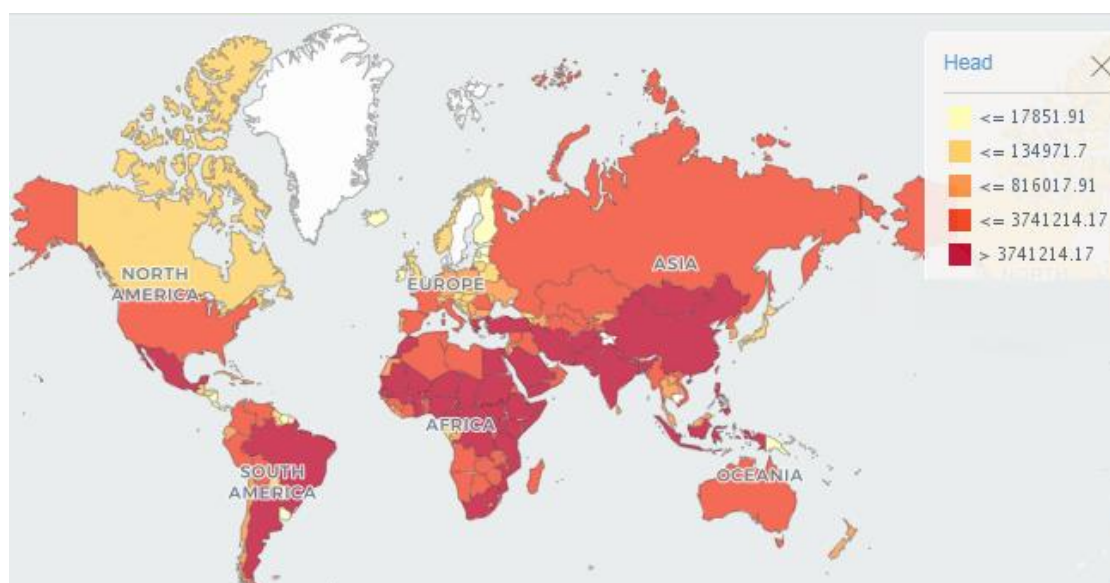 Head
<= 17851.91
<= 134971.7
<= 816017.91
<= 3741214.17
> 3741214.17
NORTH
AMERICA
EUROPE
ASIA
AFRICA
SOUTH
AMERICA
OCEANIA